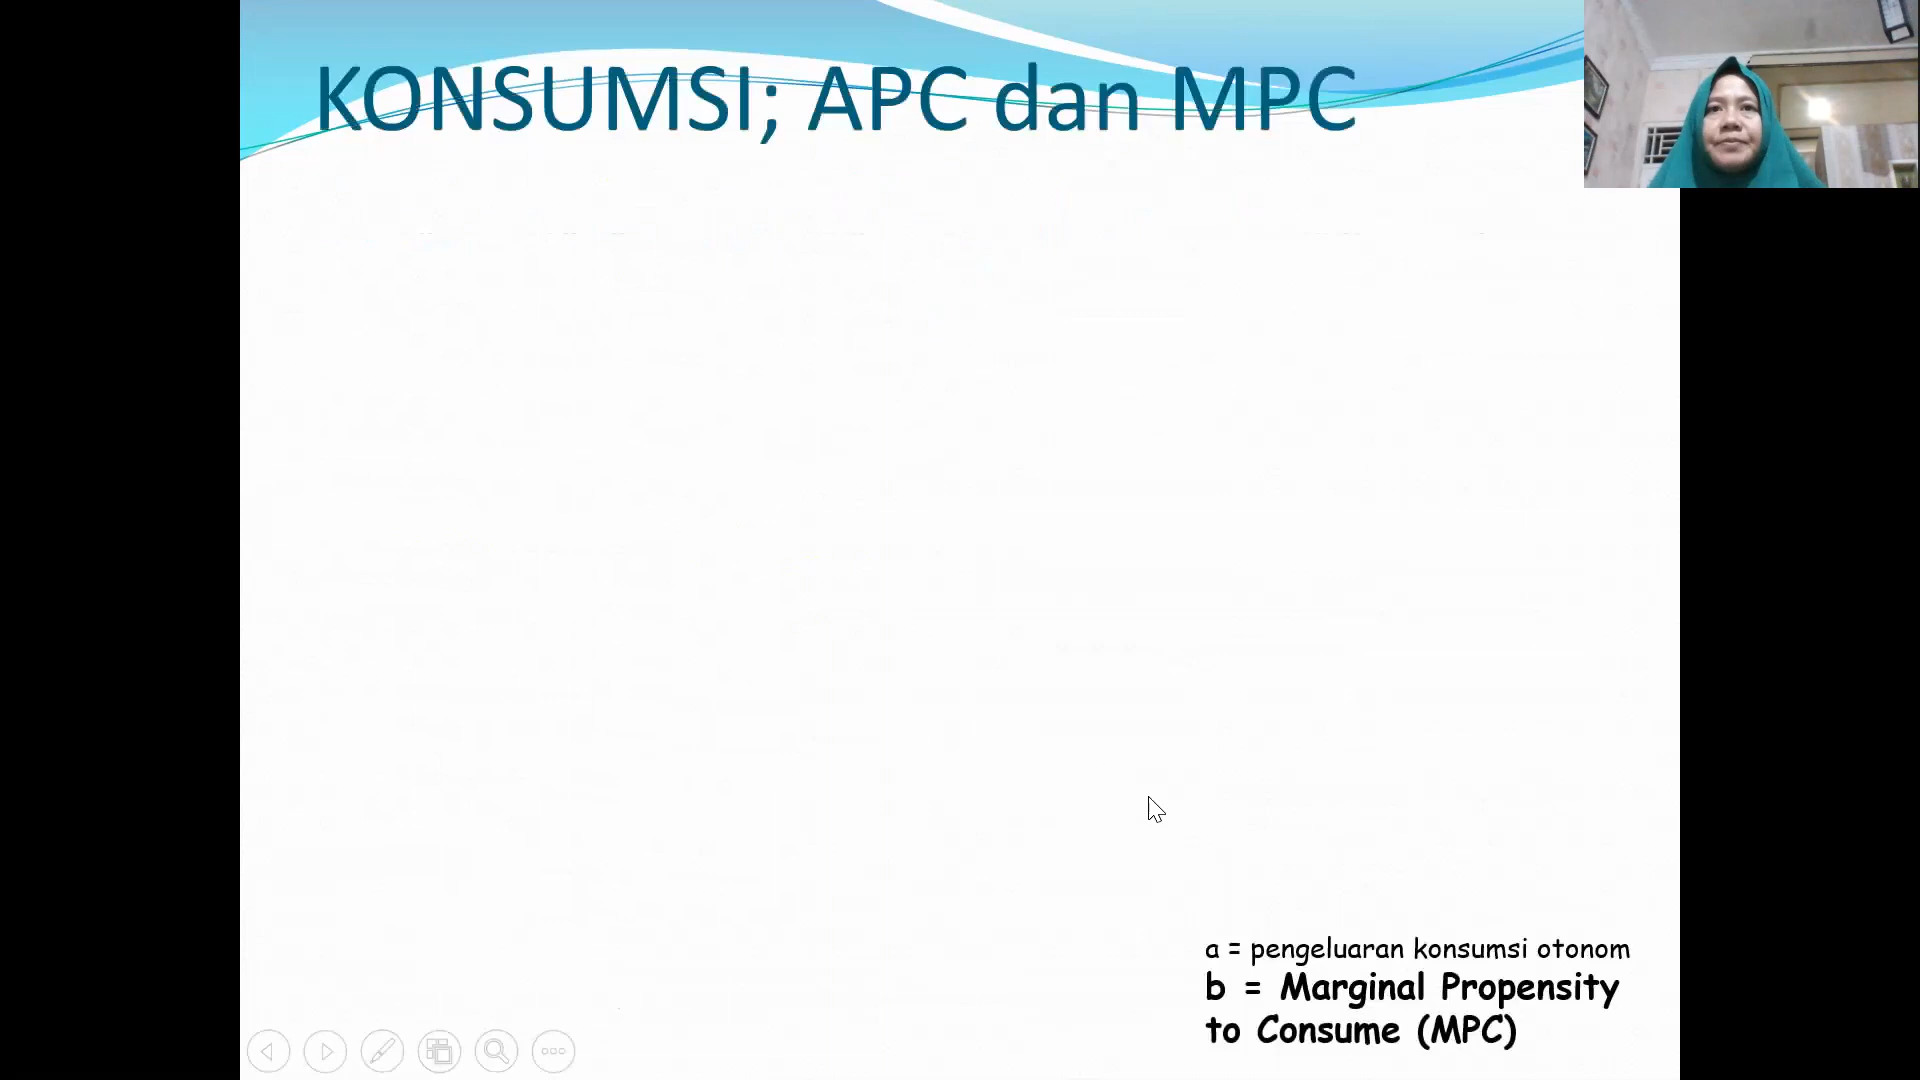 KONSUMSI; APC dan MPC
a = pengeluaran konsumsi otonom
b = Marginal Propensity
to Consume (MPC)